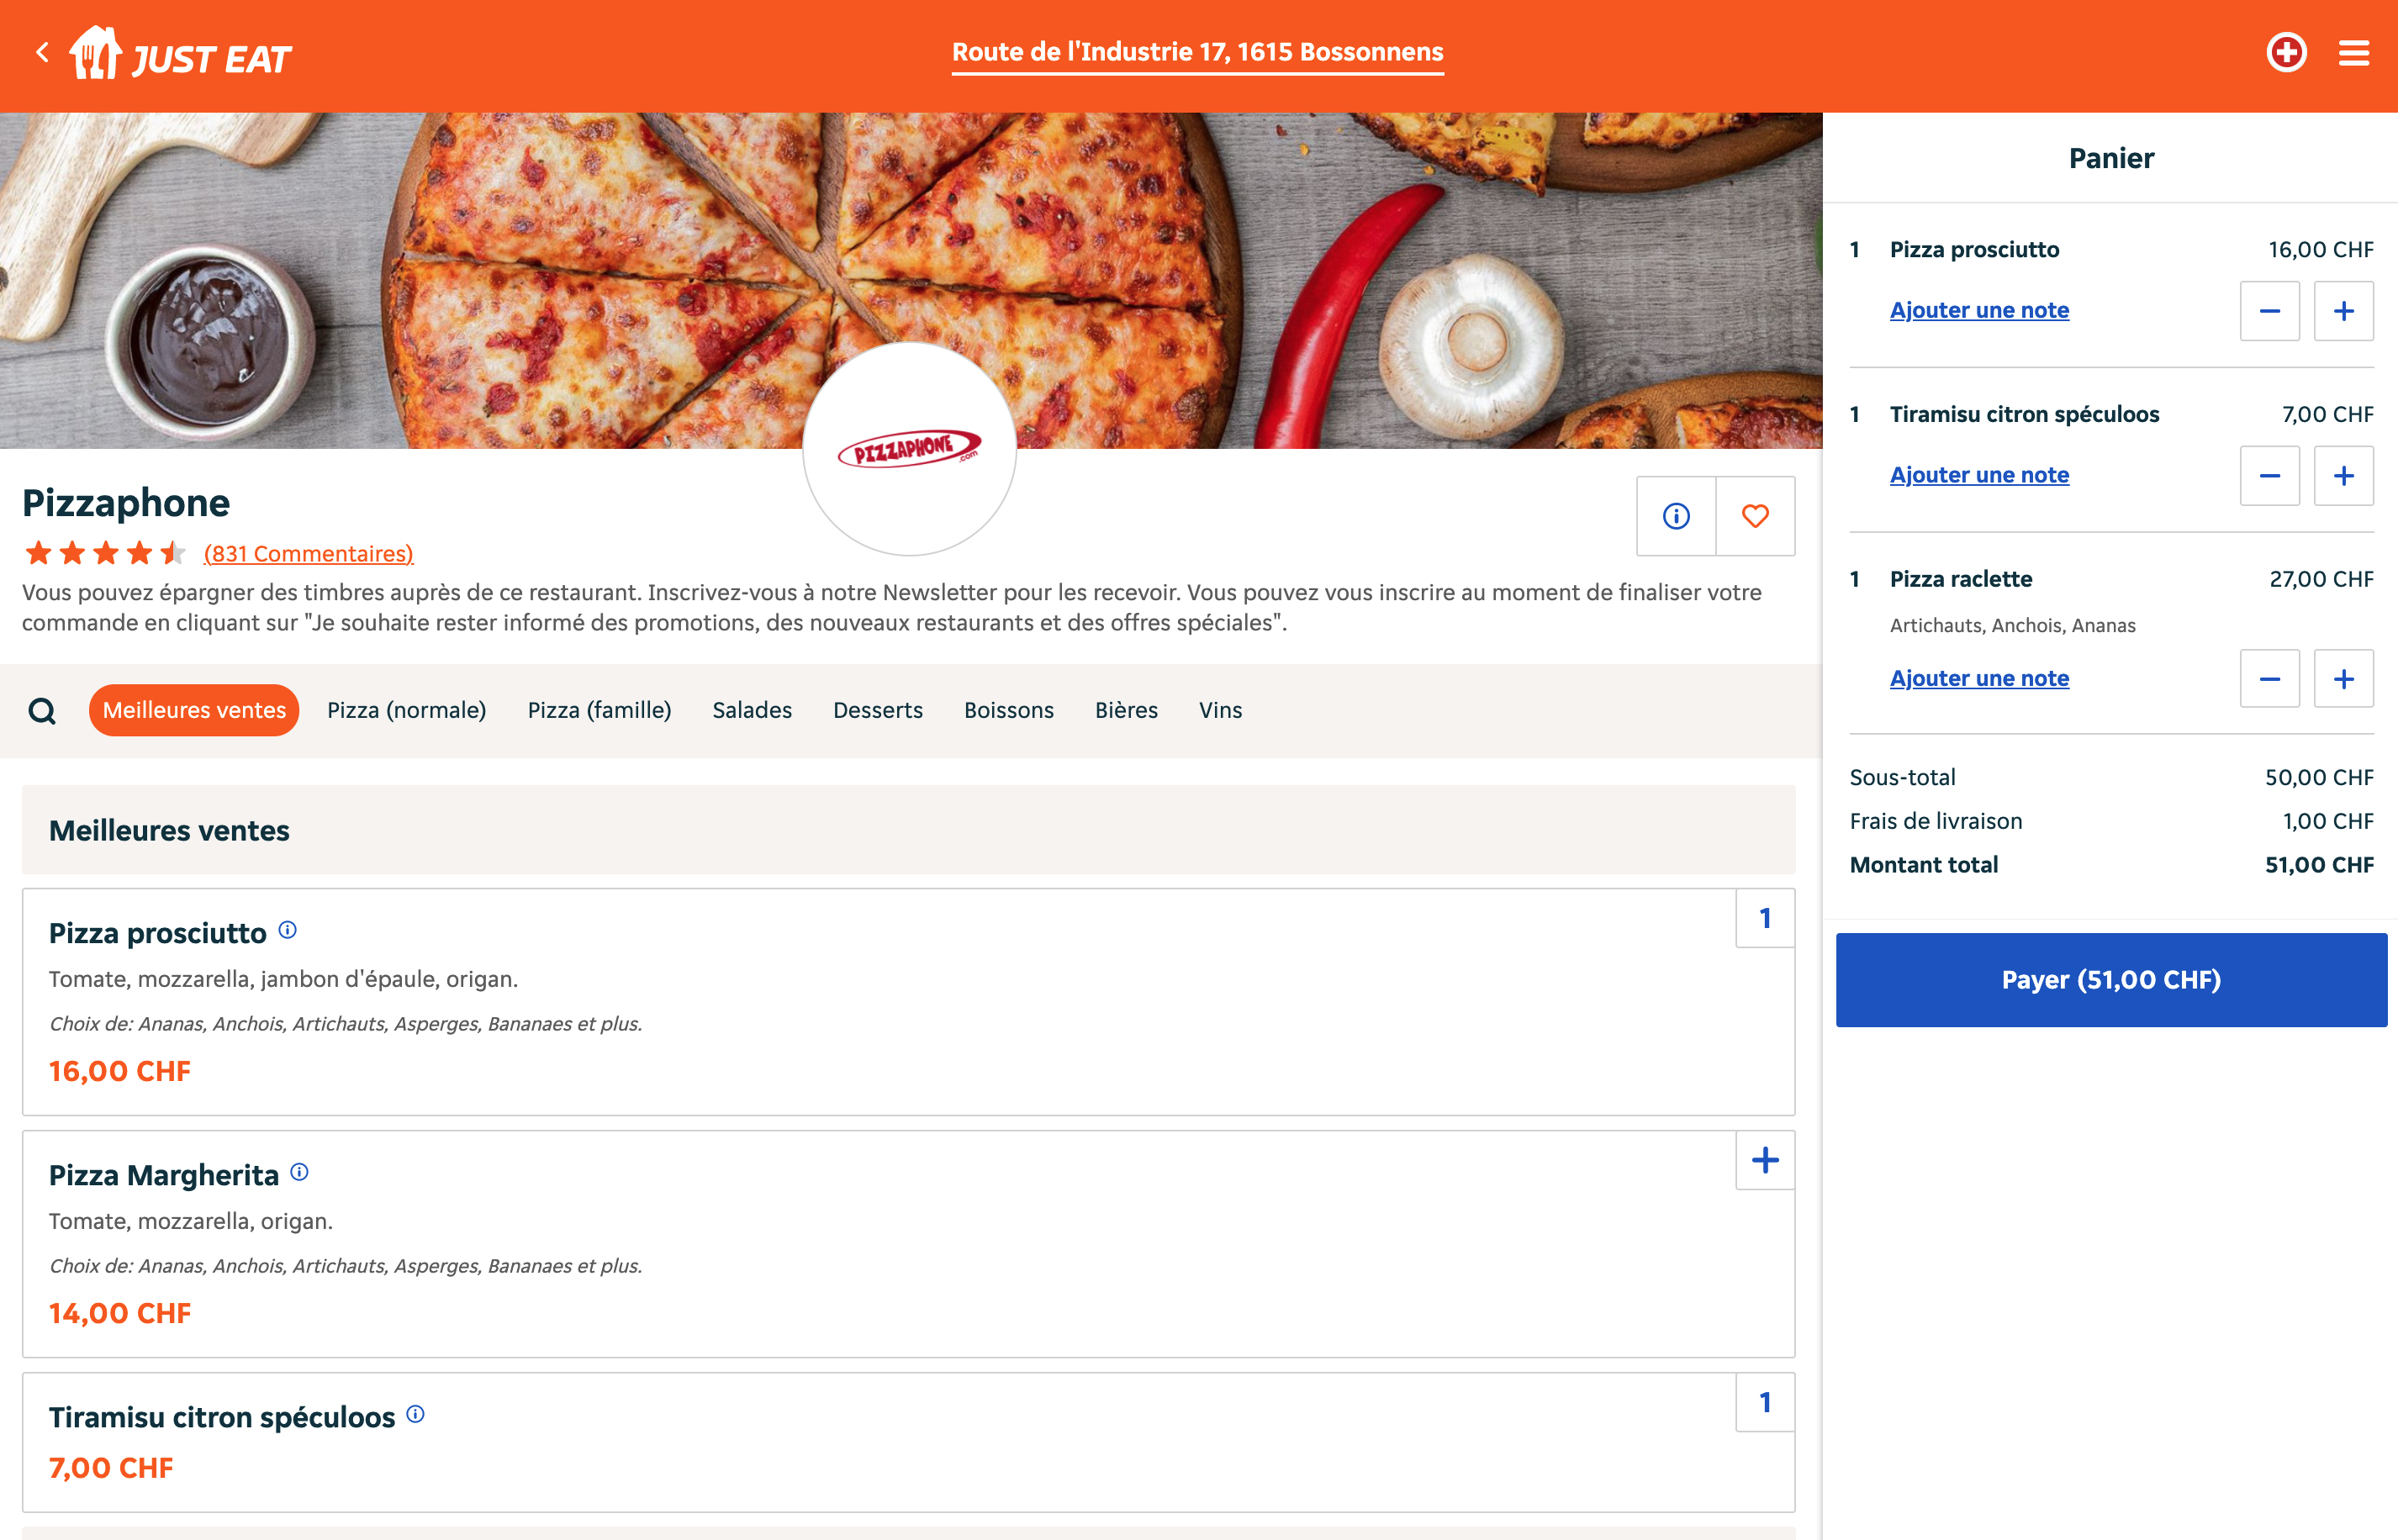 JUST EAT
Route de l'Industrie 17, 1615 Bossonnens
PIZZAPHONE
.com
Pizzaphone
(831 Commentaires)
Vous pouvez épargner des timbres auprès de ce restaurant. Inscrivez-vous à notre Newsletter pour les recevoir. Vous pouvez vous inscrire au moment de finaliser votre
commande en cliquant sur "Je souhaite rester informé des promotions, des nouveaux restaurants et des offres spéciales".
Meilleures ventes
Pizza (normale)
Pizza (famille)
Salades
Desserts
Boissons
Bières
Vins
Meilleures ventes
Pizza prosciutto
1
Tomate, mozzarella, jambon d'épaule, origan.
Choix de: Ananas, Anchois, Artichauts, Asperges, Bananaes et plus.
16,00 CHF
Pizza Margherita
Tomate, mozzarella, origan.
Choix de: Ananas, Anchois, Artichauts, Asperges, Bananaes et plus.
14,00 CHF
Tiramisu citron spéculoos
1
7,00 CHF
Panier
1 Pizza prosciutto 16,00 CHF
Ajouter une note
1 Tiramisu citron spéculoos 7,00 CHF
Ajouter une note
1 Pizza raclette 27,00 CHF
Artichauts, Anchois, Ananas
Ajouter une note
Sous-total 50,00 CHF
Frais de livraison 1,00 CHF
Montant total 51,00 CHF
Payer (51,00 CHF)